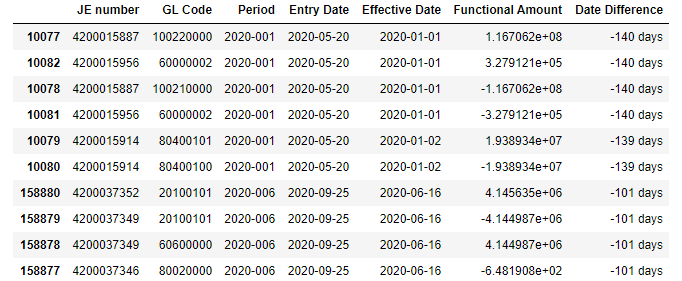 JE number GL Code Period Entry Date Effective Date Functional Amount Date Difference
10077 4200015887 100220000 2020-001 2020-05-20 2020-01-01 1.167062e+08 -140 days
10082 4200015956 60000002 2020-001 2020-05-20 2020-01-01 3.279121e+05 -140 days
10078 4200015887 100210000 2020-001 2020-05-20 2020-01-01 -1.167062e+08 -140 days
10081 4200015956 60000002 2020-001 2020-05-20 2020-01-01 -3.279121e+05 -140 days
10079 4200015914 80400101 2020-001 2020-05-20 2020-01-02 1.938934e+07 -139 days
10080 4200015914 80400100 2020-001 2020-05-20 2020-01-02 -1.938934e+07 -139 days
158880 4200037352 20100101 2020-006 2020-09-25 2020-06-16 4.145635e+06 -101 days
158879 4200037349 20100101 2020-006 2020-09-25 2020-06-16 -4.144987e+06 -101 days
158878 4200037349 60600000 2020-006 2020-09-25 2020-06-16 4.144986e+06 -101 days
158877 4200037346 80020000 2020-006 2020-09-25 2020-06-16 -6.481908e+02 -101 days